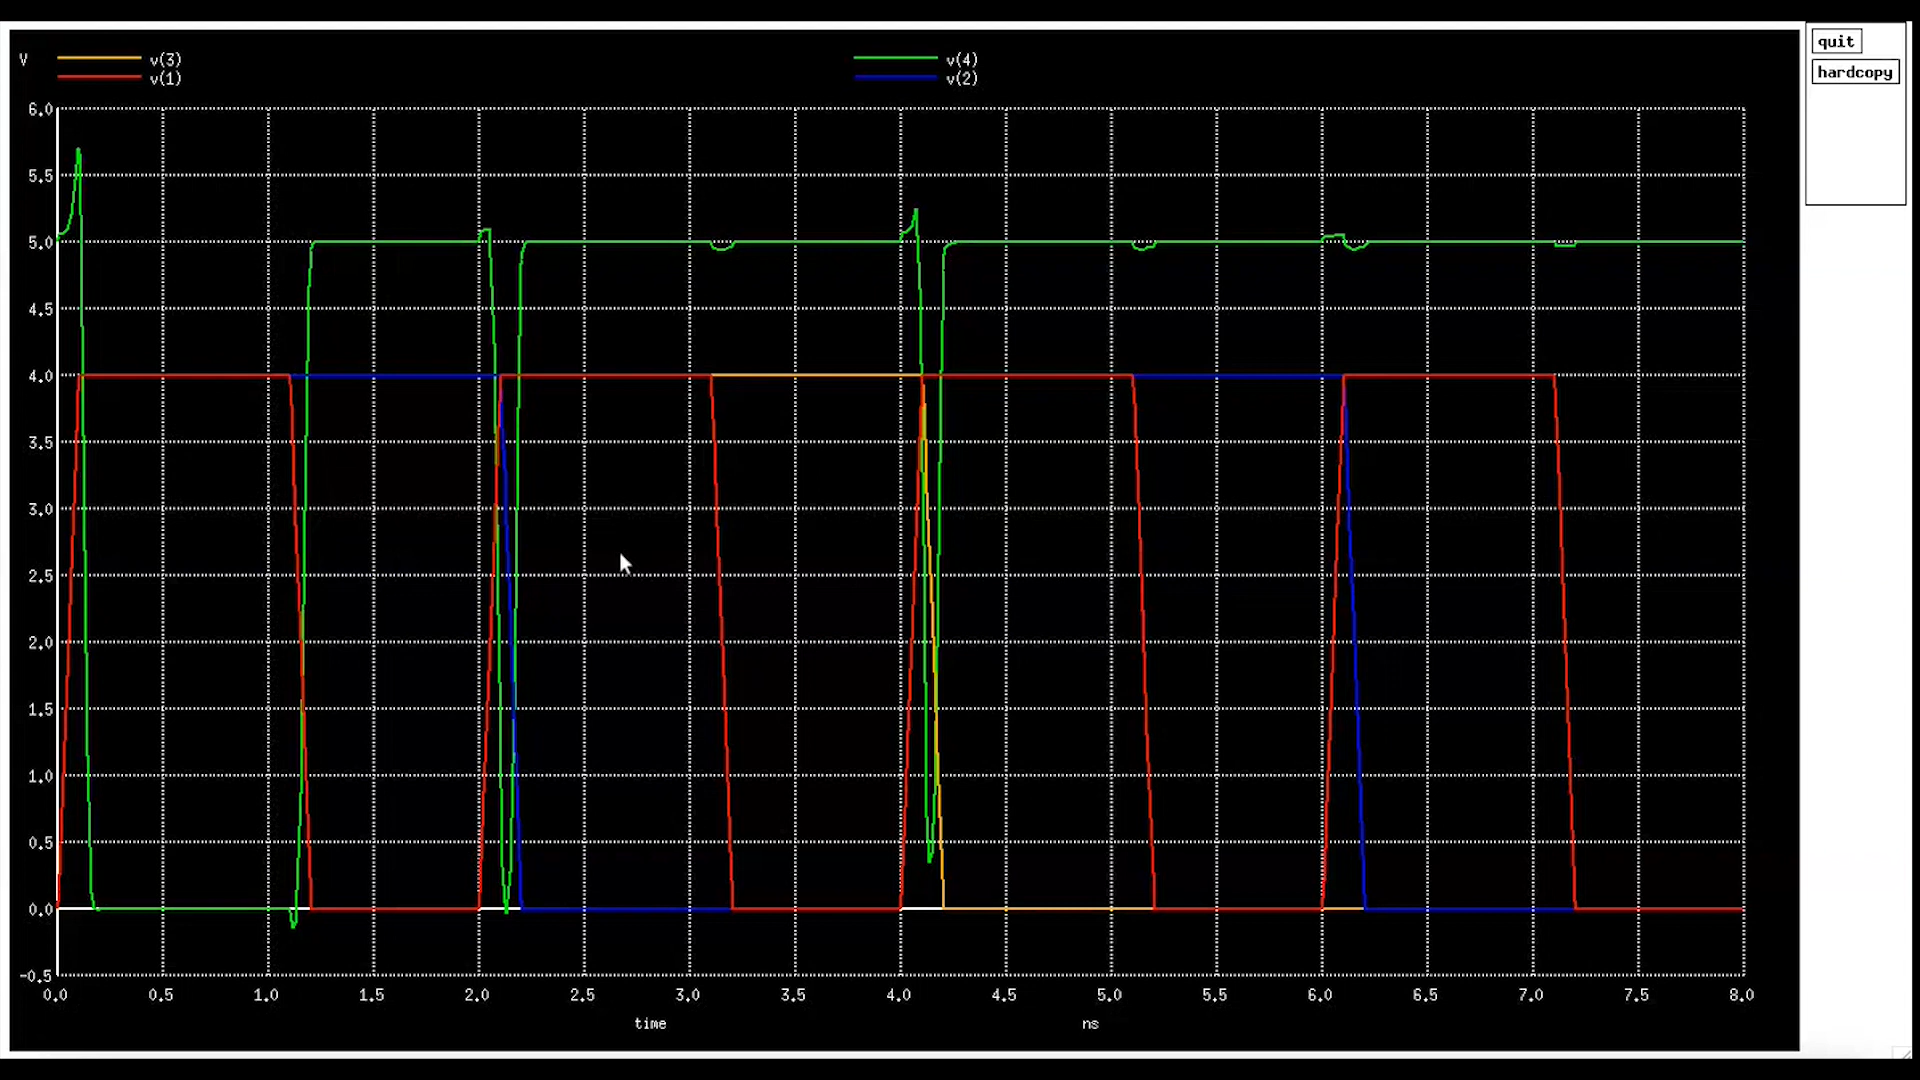 V v(3) v(4)
v(1) v(2)
quit
hardcopy
6.0
5.5
5.0
4.5
4.0
3.5
3.0
2.5
2.0
1.5
1.0
0.5
0.0
-0.5
0.0 0.5 1.0 1.5 2.0 2.5 3.0 3.5 4.0 4.5 5.0 5.5 6.0 6.5 7.0 7.5 8.0
time ns